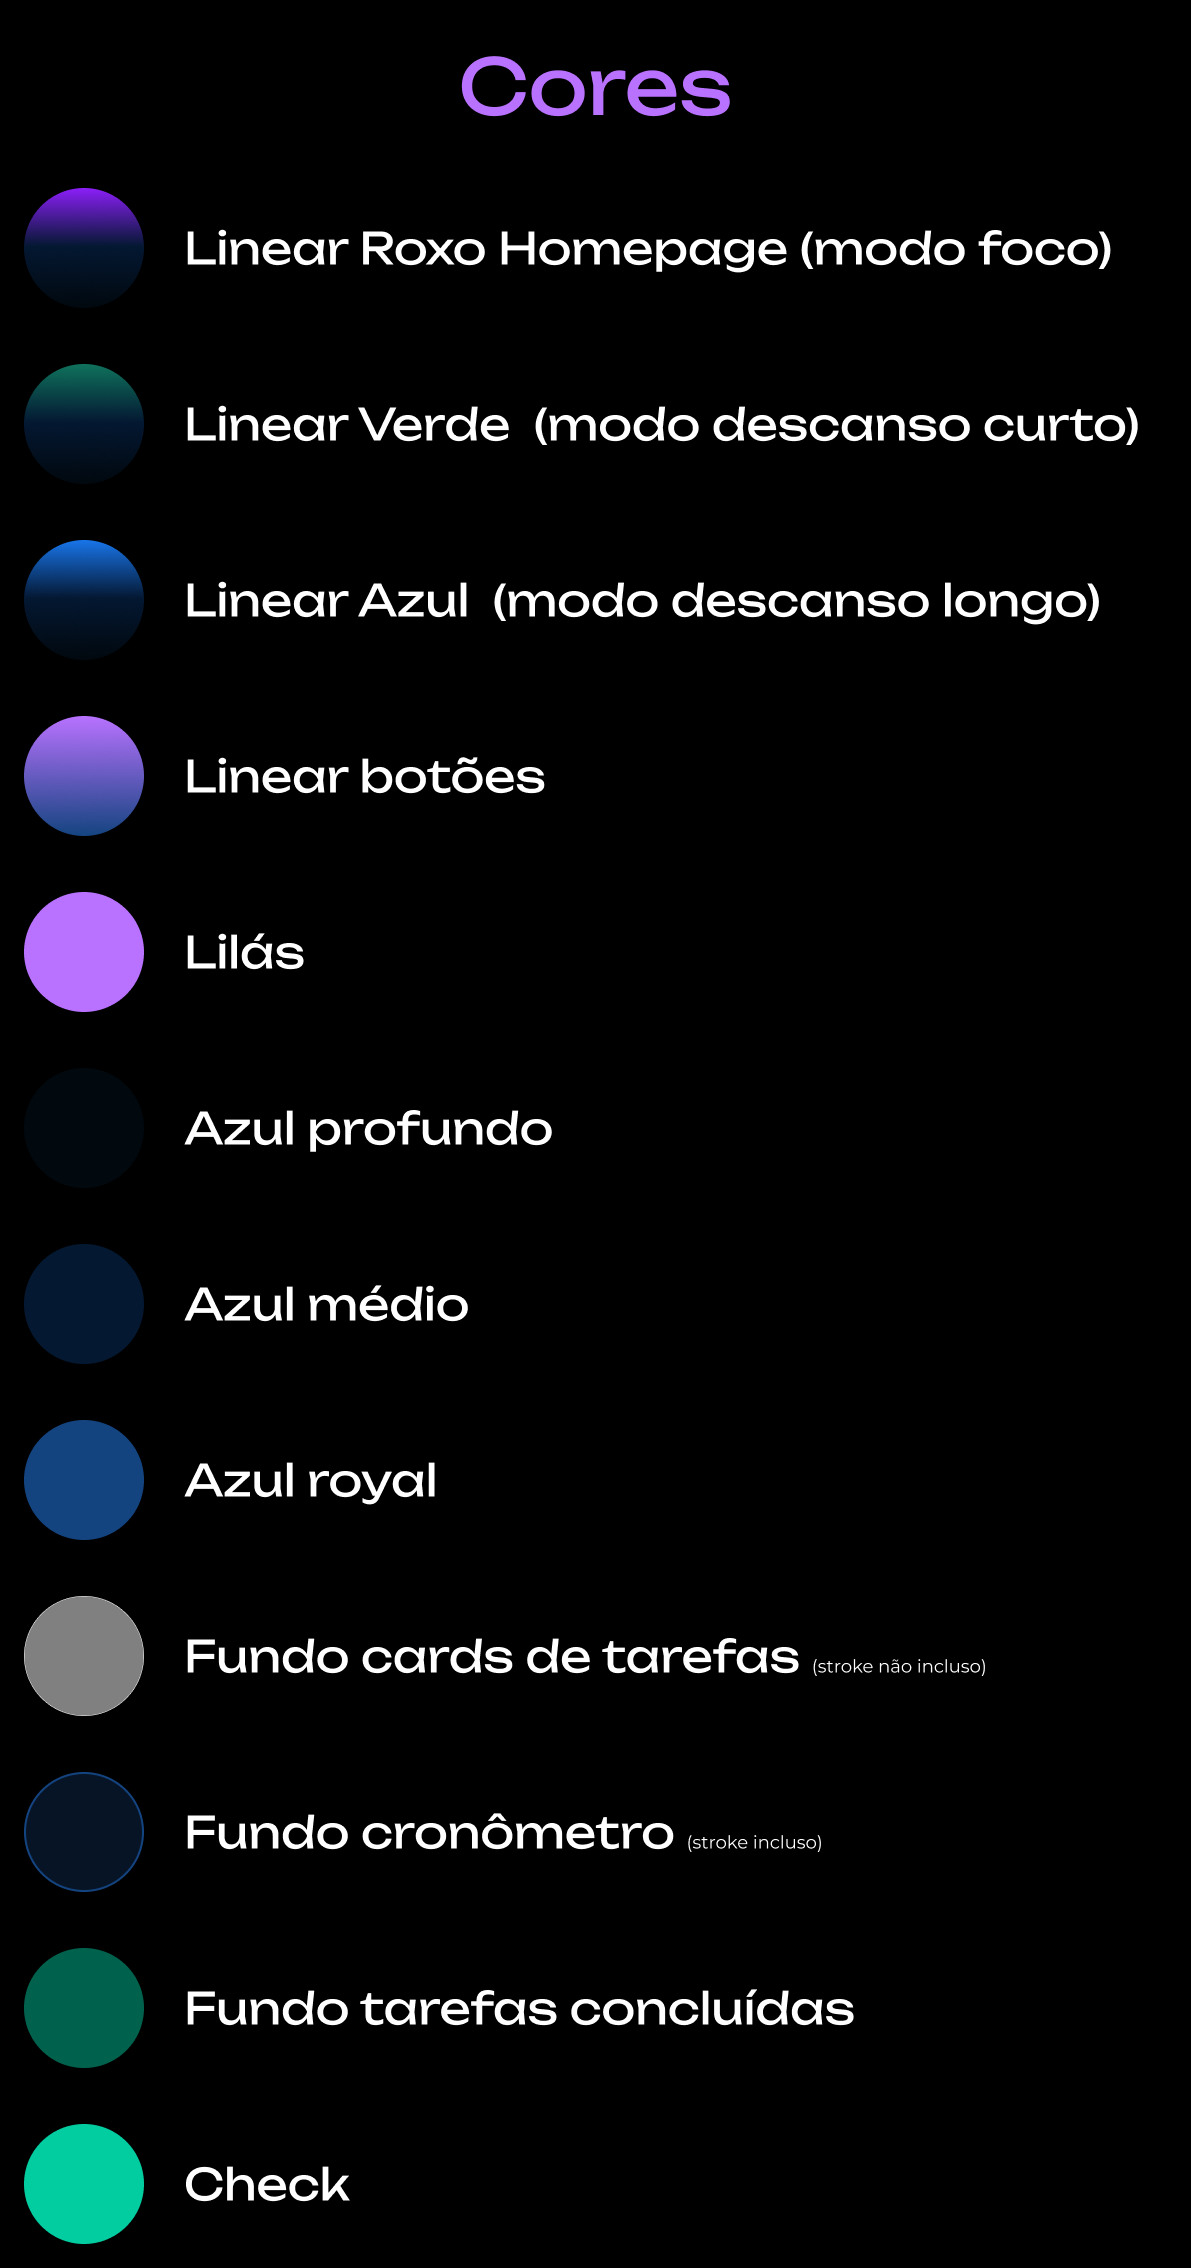 Cores
Linear Roxo Homepage (modo foco)
Linear Verde  (modo descanso curto)
Linear Azul  (modo descanso longo)
Linear botões
Lilás
Azul profundo
Azul médio
Azul royal
Fundo cards de tarefas (stroke não incluso)
Fundo cronômetro (stroke incluso)
Fundo tarefas concluídas
Check